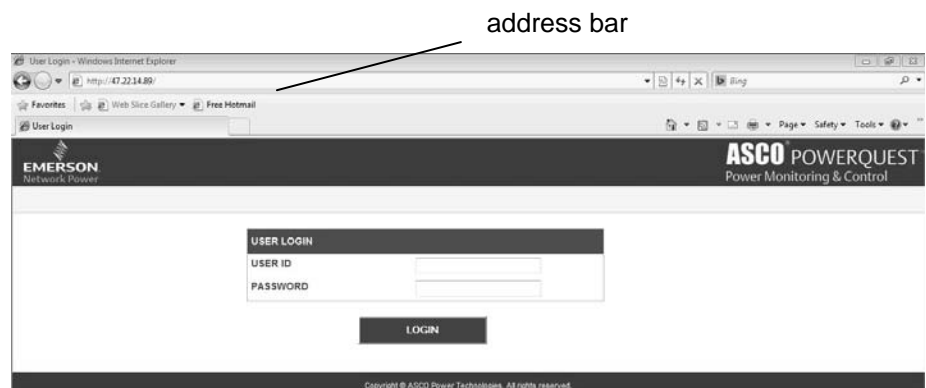 address bar
User Login - Windows Internet Explorer
http://47.22.14.89/
Bing
Favorites Web Slice Gallery Free Hotmail
User Login
Page Safety Tools
EMERSON
Network Power
ASCO POWERQUEST
Power Monitoring & Control
USER LOGIN
USER ID
PASSWORD
LOGIN
Copyright © ASCO Power Technologies. All rights reserved.